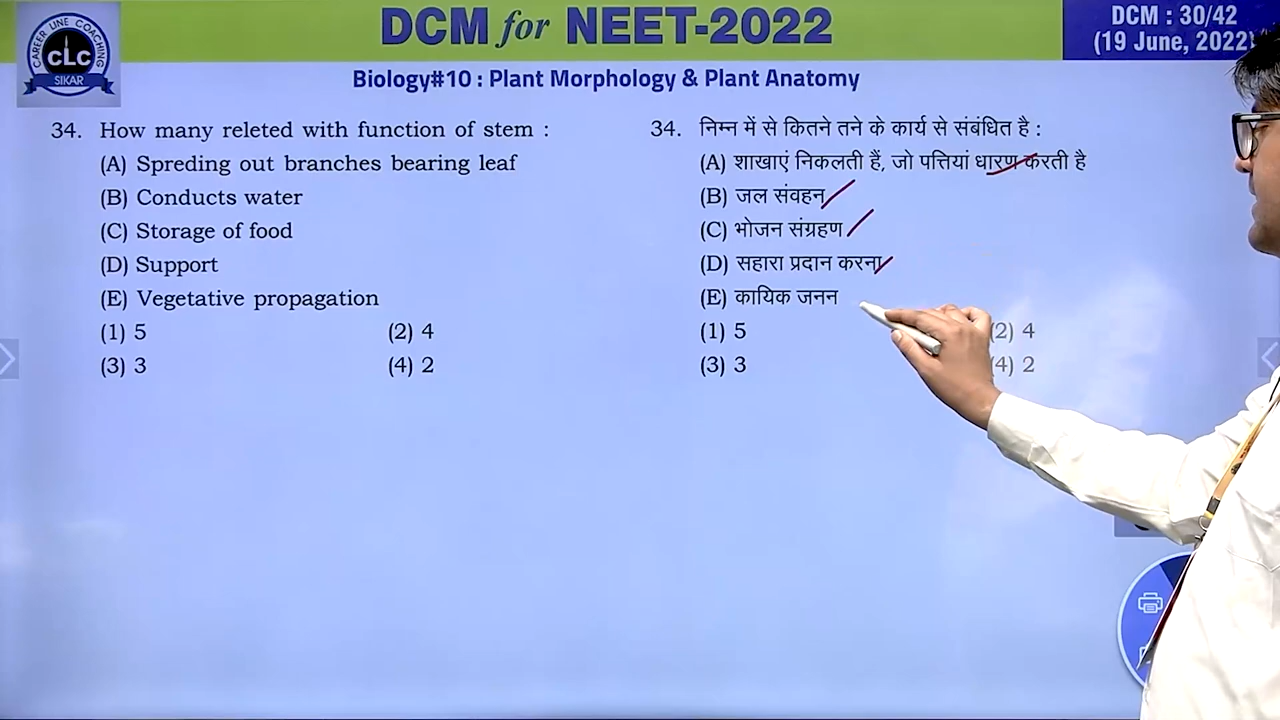 DCM for NEET-2022
DCM : 30/42
(19 June, 2022)
CAREER LINE COACHING
CLC
SIKAR
Biology#10 : Plant Morphology & Plant Anatomy
34. How many releted with function of stem :
(A) Spreding out branches bearing leaf
(B) Conducts water
(C) Storage of food
(D) Support
(E) Vegetative propagation
(1) 5 (2) 4
(3) 3 (4) 2
34. निम्न में से कितने तने के कार्य से संबंधित है :
(A) शाखाएं निकलती हैं, जो पत्तियां धारण करती है
(B) जल संवहन
(C) भोजन संग्रहण
(D) सहारा प्रदान करना
(E) कायिक जनन
(1) 5 (2) 4
(3) 3 (4) 2